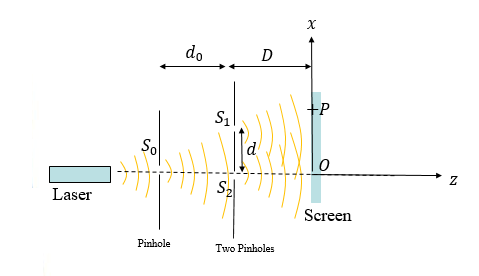 x
d₀
D
P
S₁
S₀
d
O
z
S₂
Laser
Screen
Pinhole
Two Pinholes